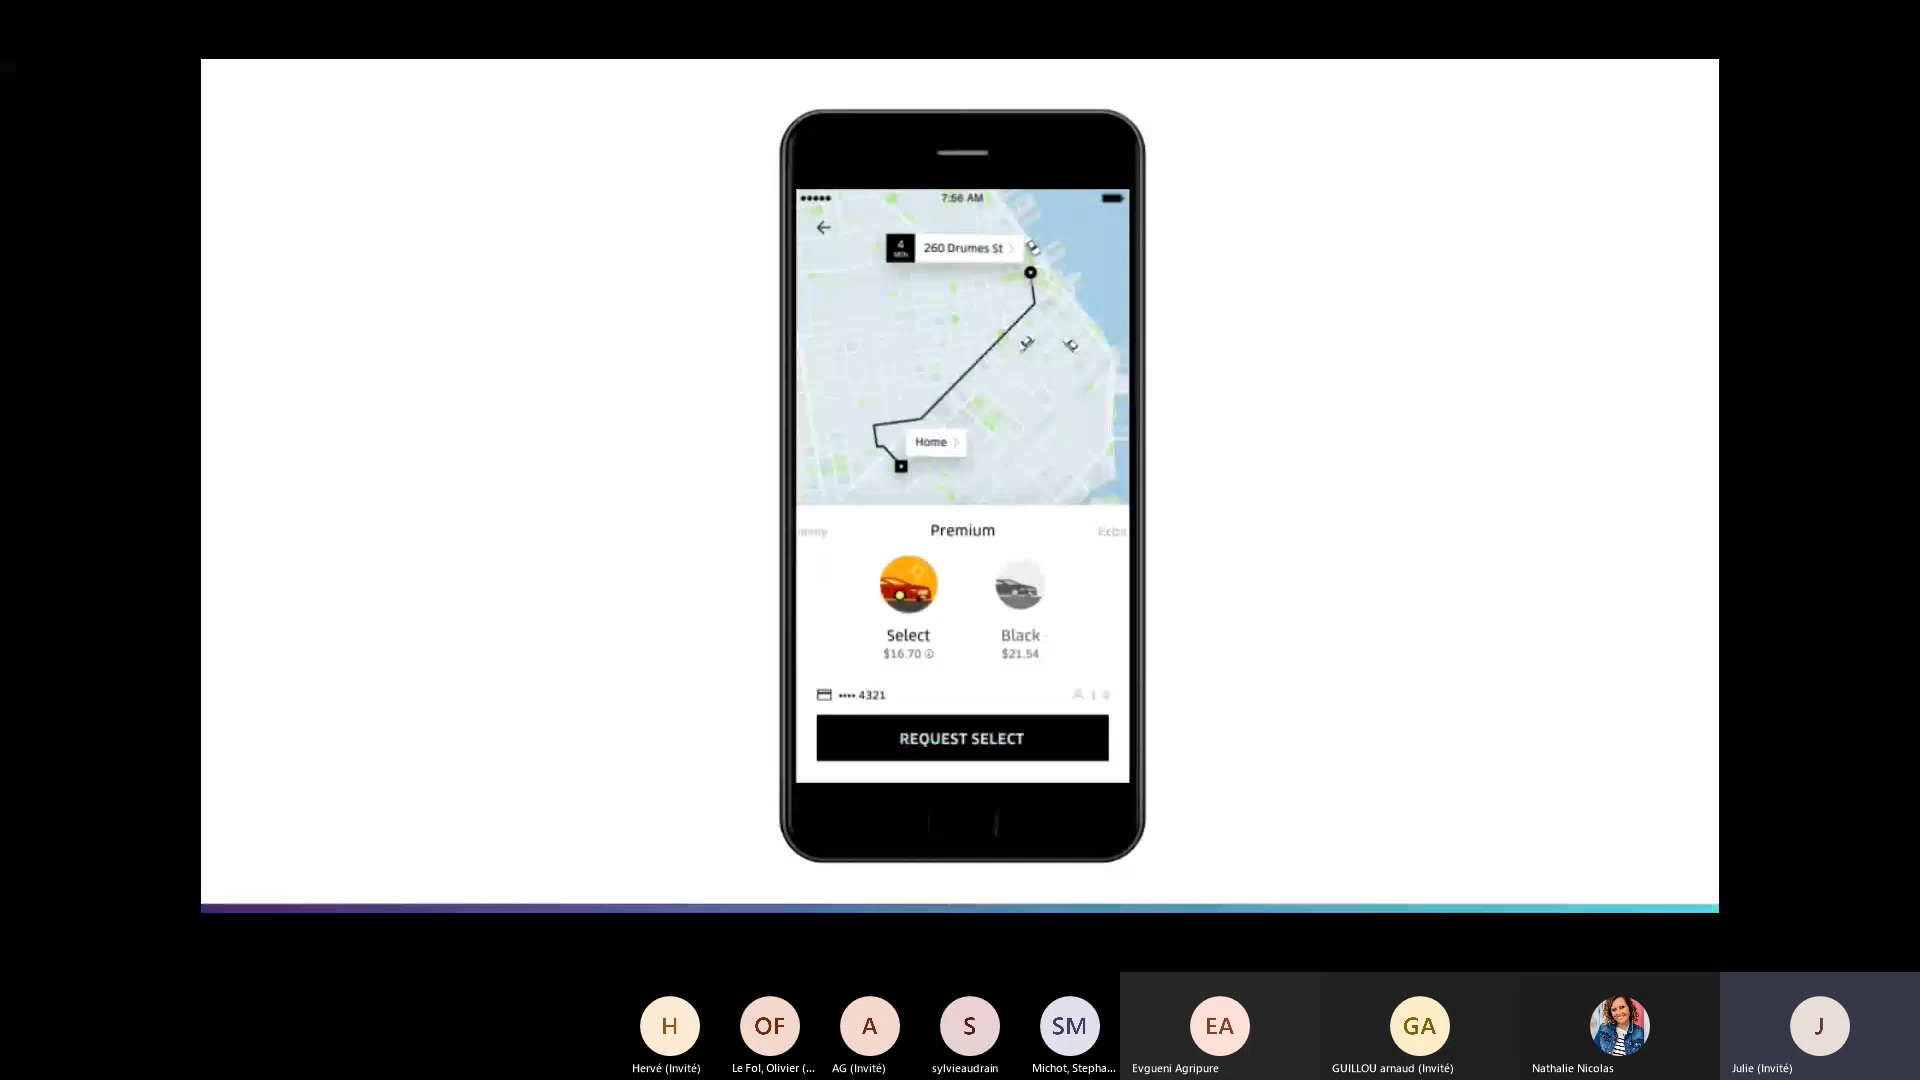 7:56 AM
4
MIN
260 Drumes St
Home
Premium
Select
Black
$16.70
$21.54
•••• 4321
1
REQUEST SELECT
H
OF
A
S
SM
EA
GA
J
Hervé (Invité)
Le Fol, Olivier (...
AG (Invité)
sylvieaudrain
Michot, Stepha...
Evgueni Agripure
GUILLOU arnaud (Invité)
Nathalie Nicolas
Julie (Invité)